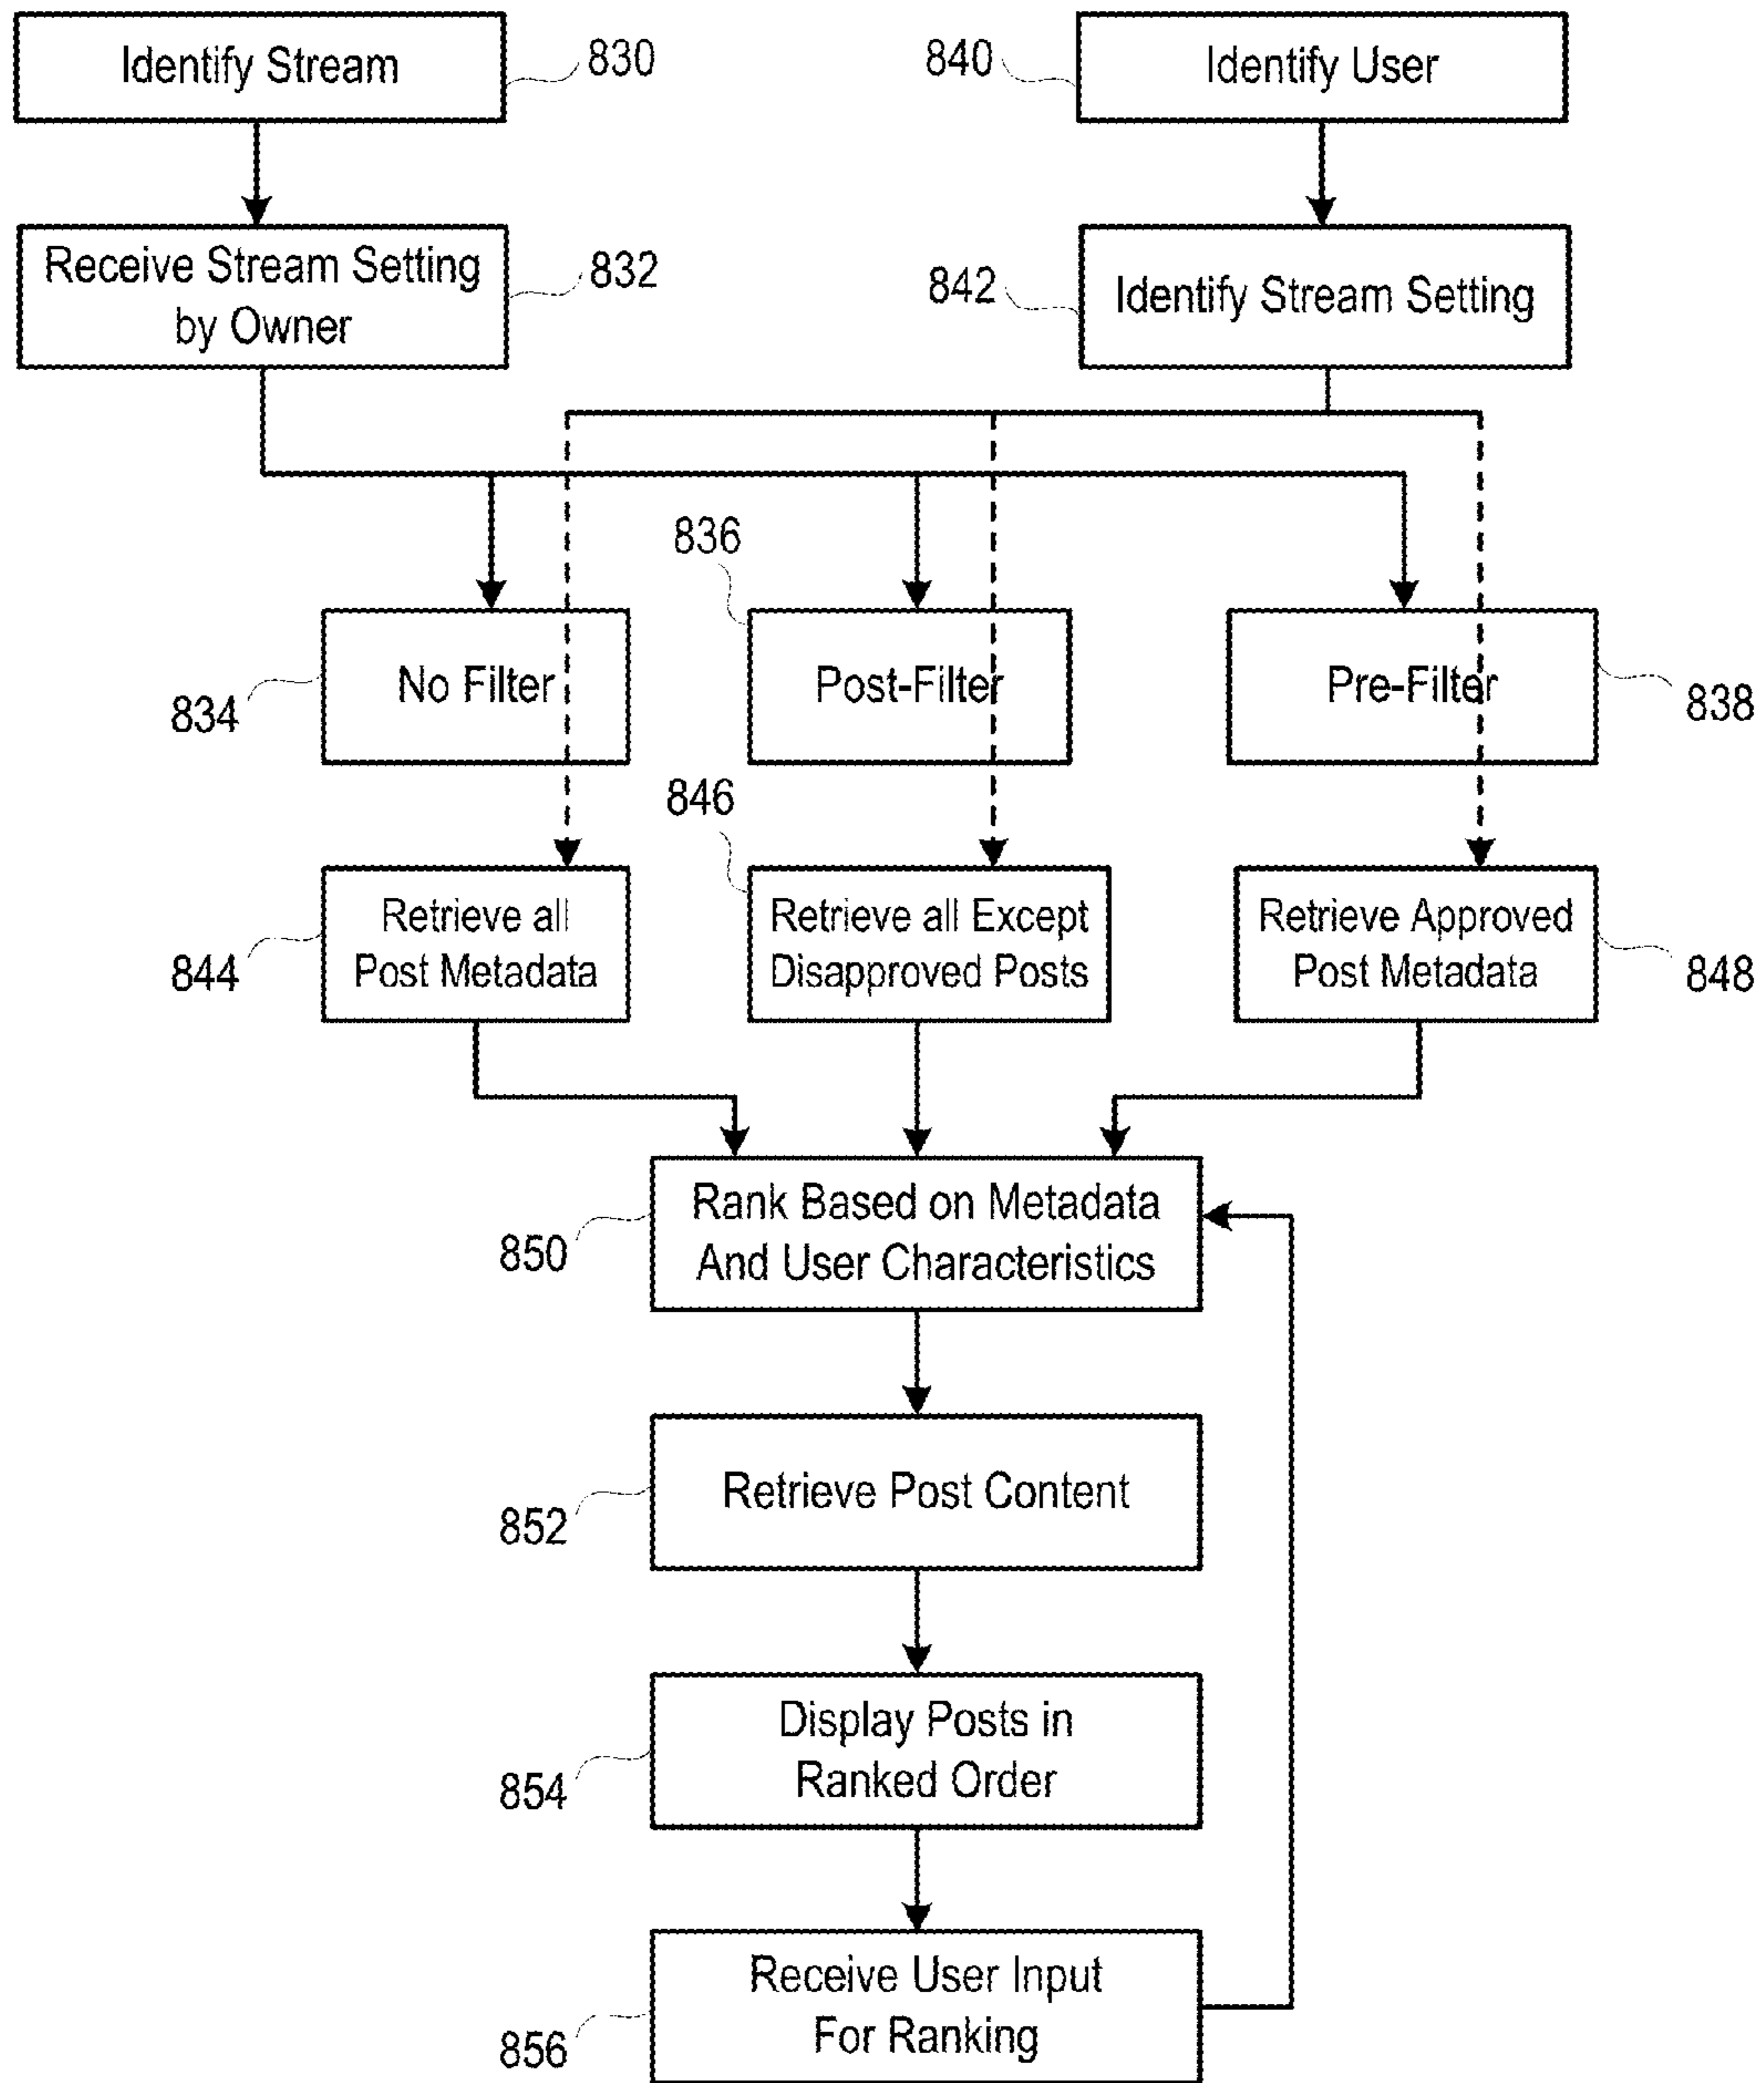 Identify Stream
830
840
Identify User
Receive Stream Setting
by Owner
832
842
Identify Stream Setting
836
No Filter
Post-Filter
Pre-Filter
834
838
846
Retrieve all
Post Metadata
Retrieve all Except
Disapproved Posts
Retrieve Approved
Post Metadata
844
848
Rank Based on Metadata
And User Characteristics
850
Retrieve Post Content
852
Display Posts in
Ranked Order
854
Receive User Input
For Ranking
856